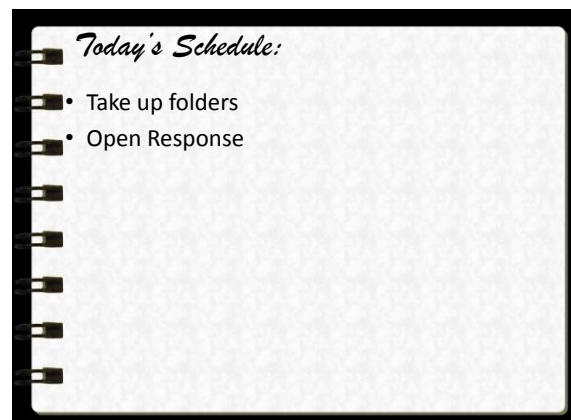 Today's Schedule:
• Take up folders
• Open Response